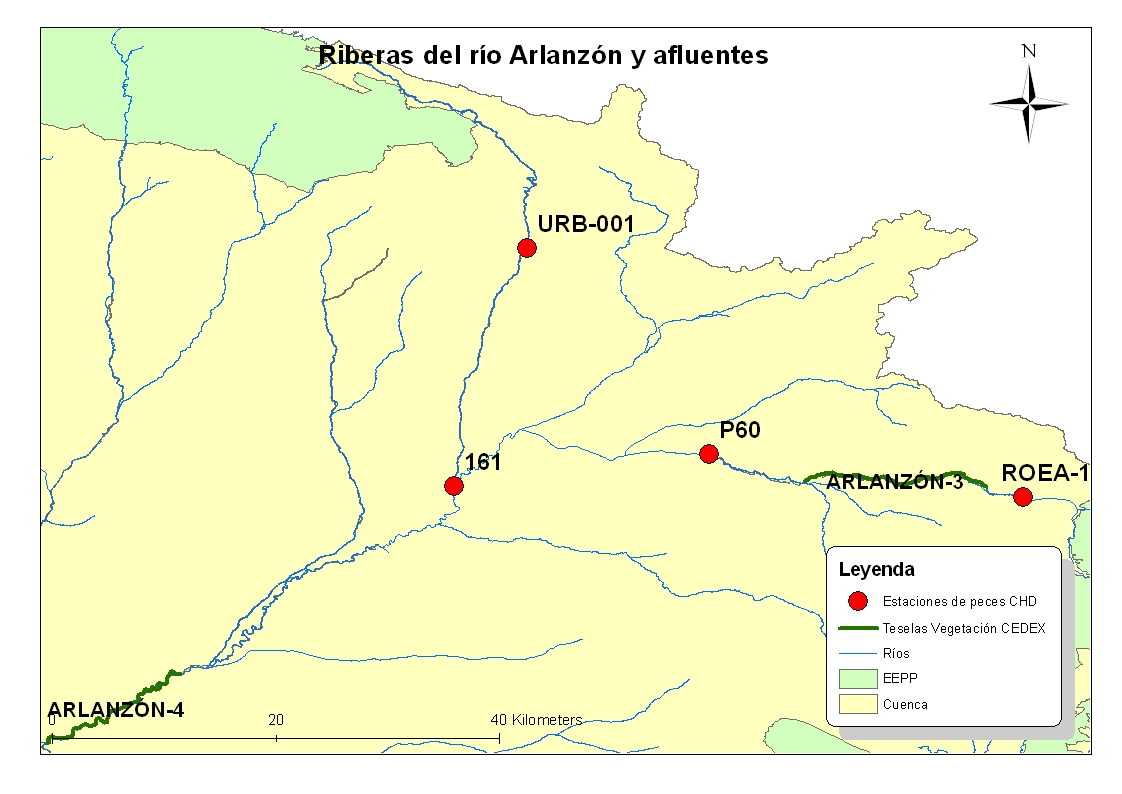 Riberas del río Arlanzón y afluentes
N
URB-001
P60
161
ROEA-1
ARLANZÓN-3
Leyenda
Estaciones de peces CHD
Teselas Vegetación CEDEX
Ríos
EEPP
Cuenca
ARLANZÓN-4
0 20 40 Kilometers